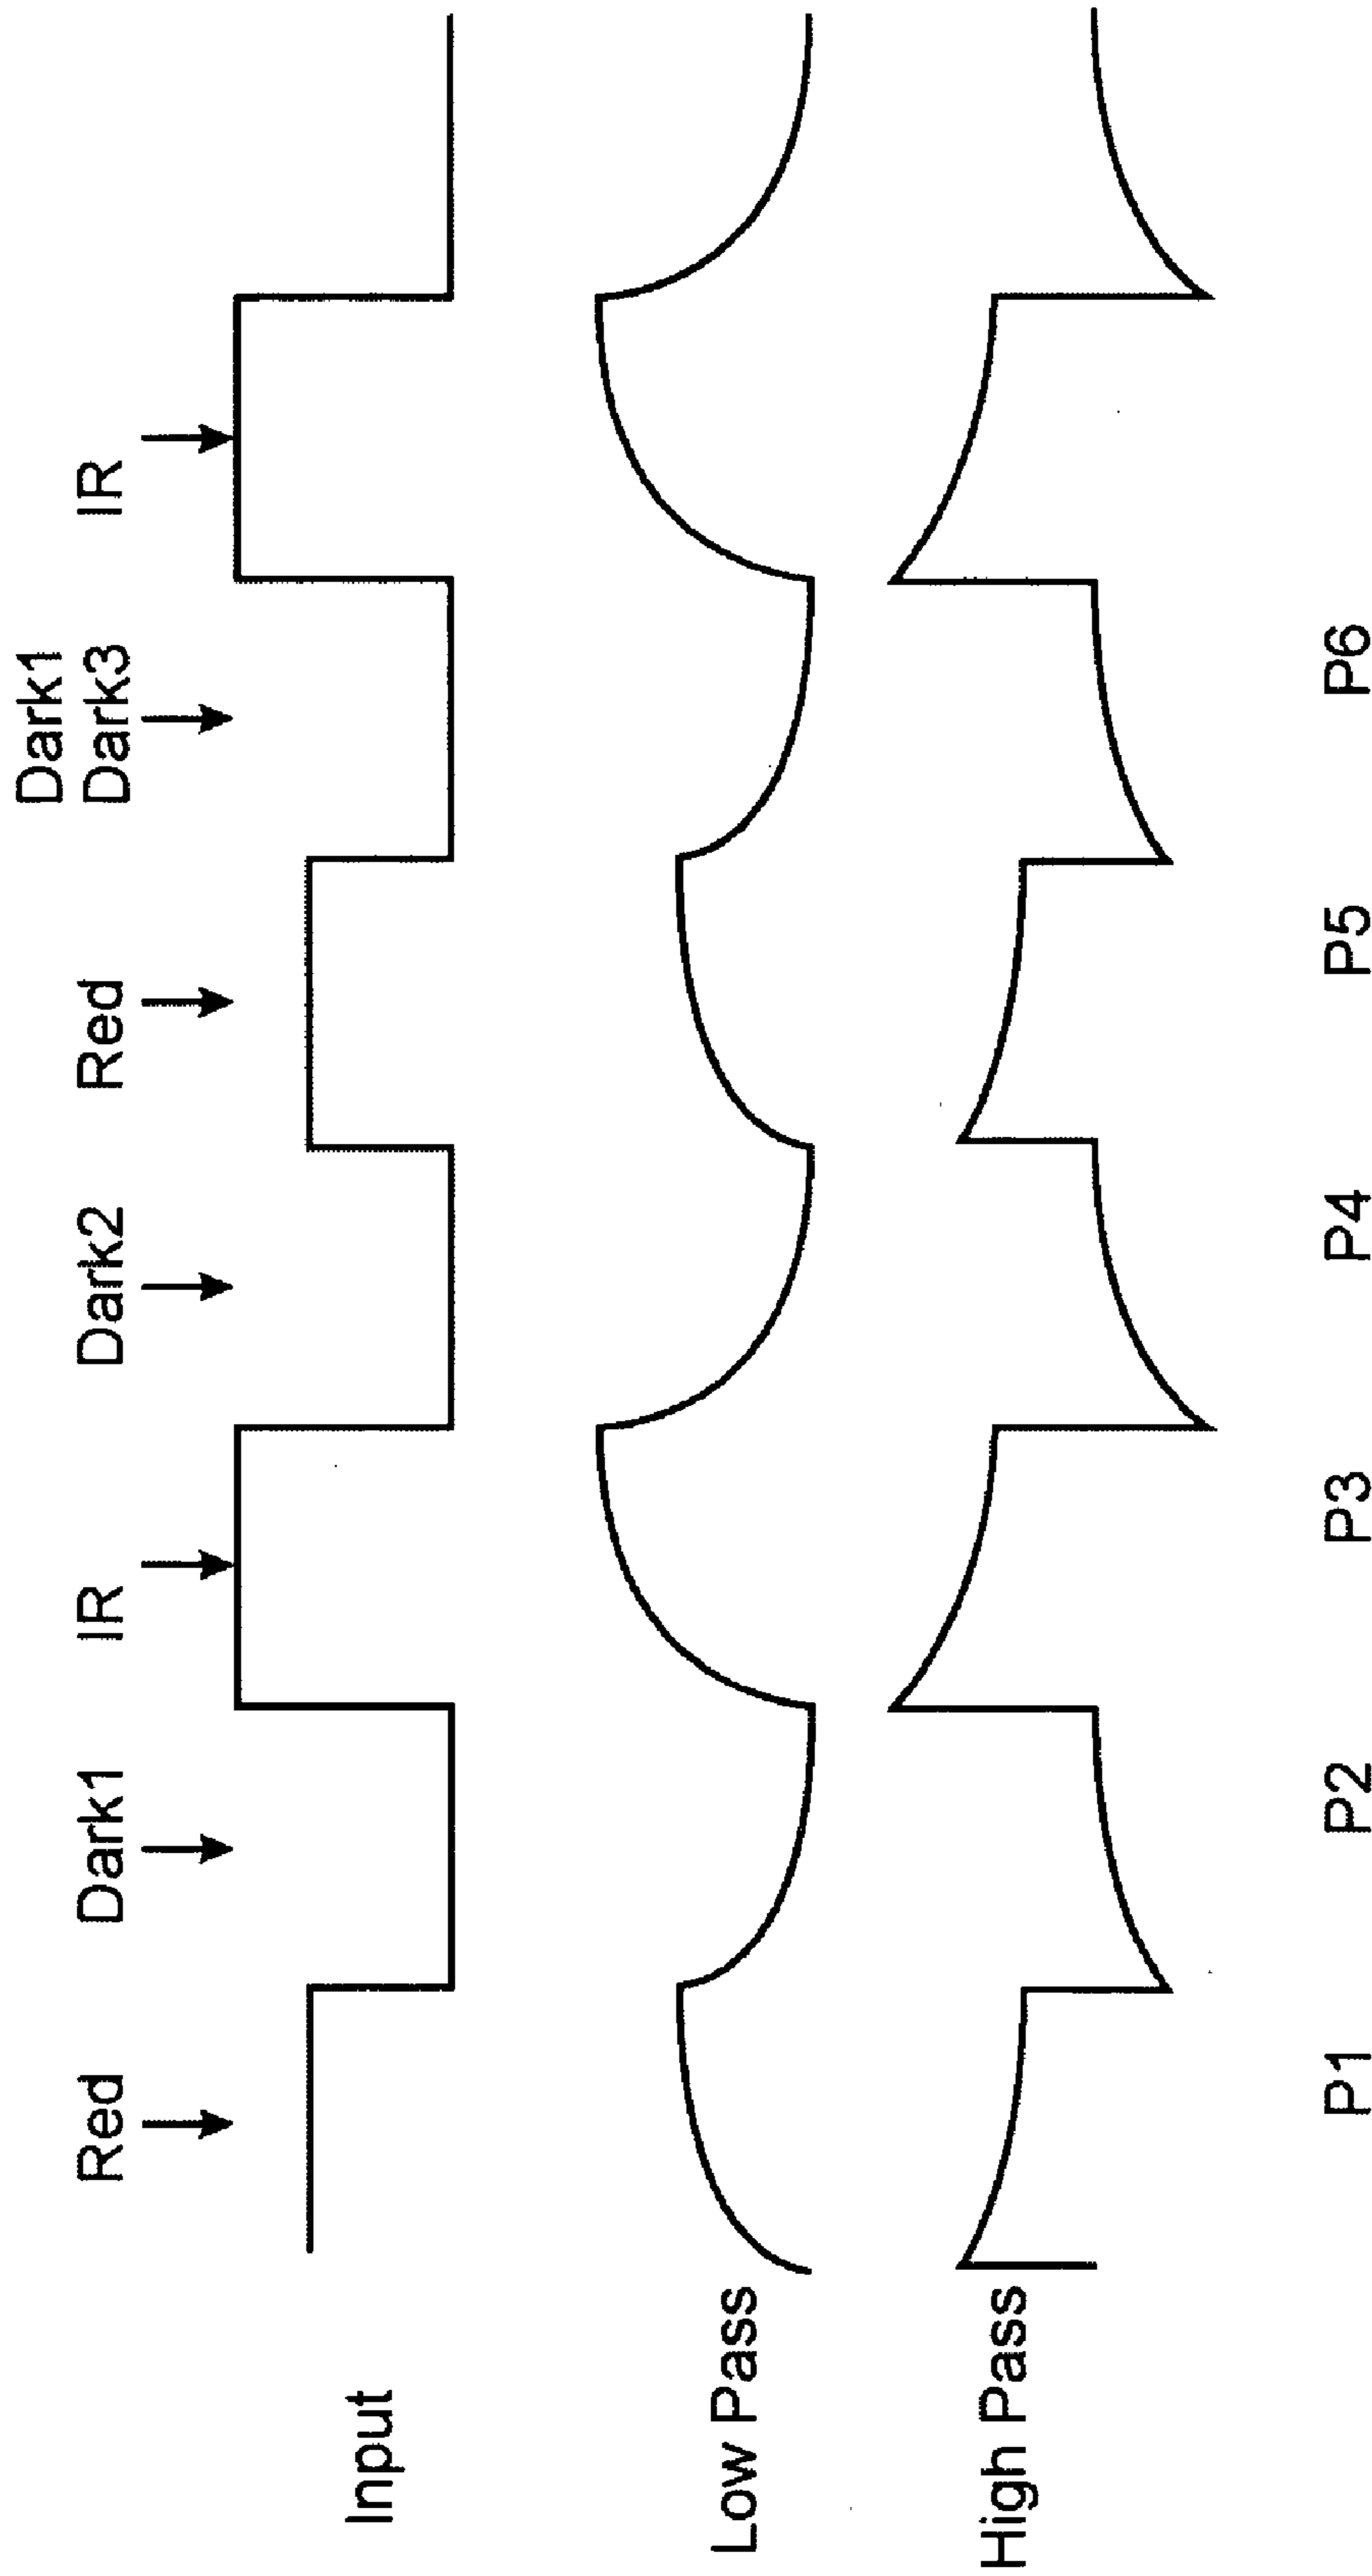 Red
Dark1
IR
Dark2
Red
Dark1
Dark3
IR
Input
Low Pass
High Pass
P1
P2
P3
P4
P5
P6